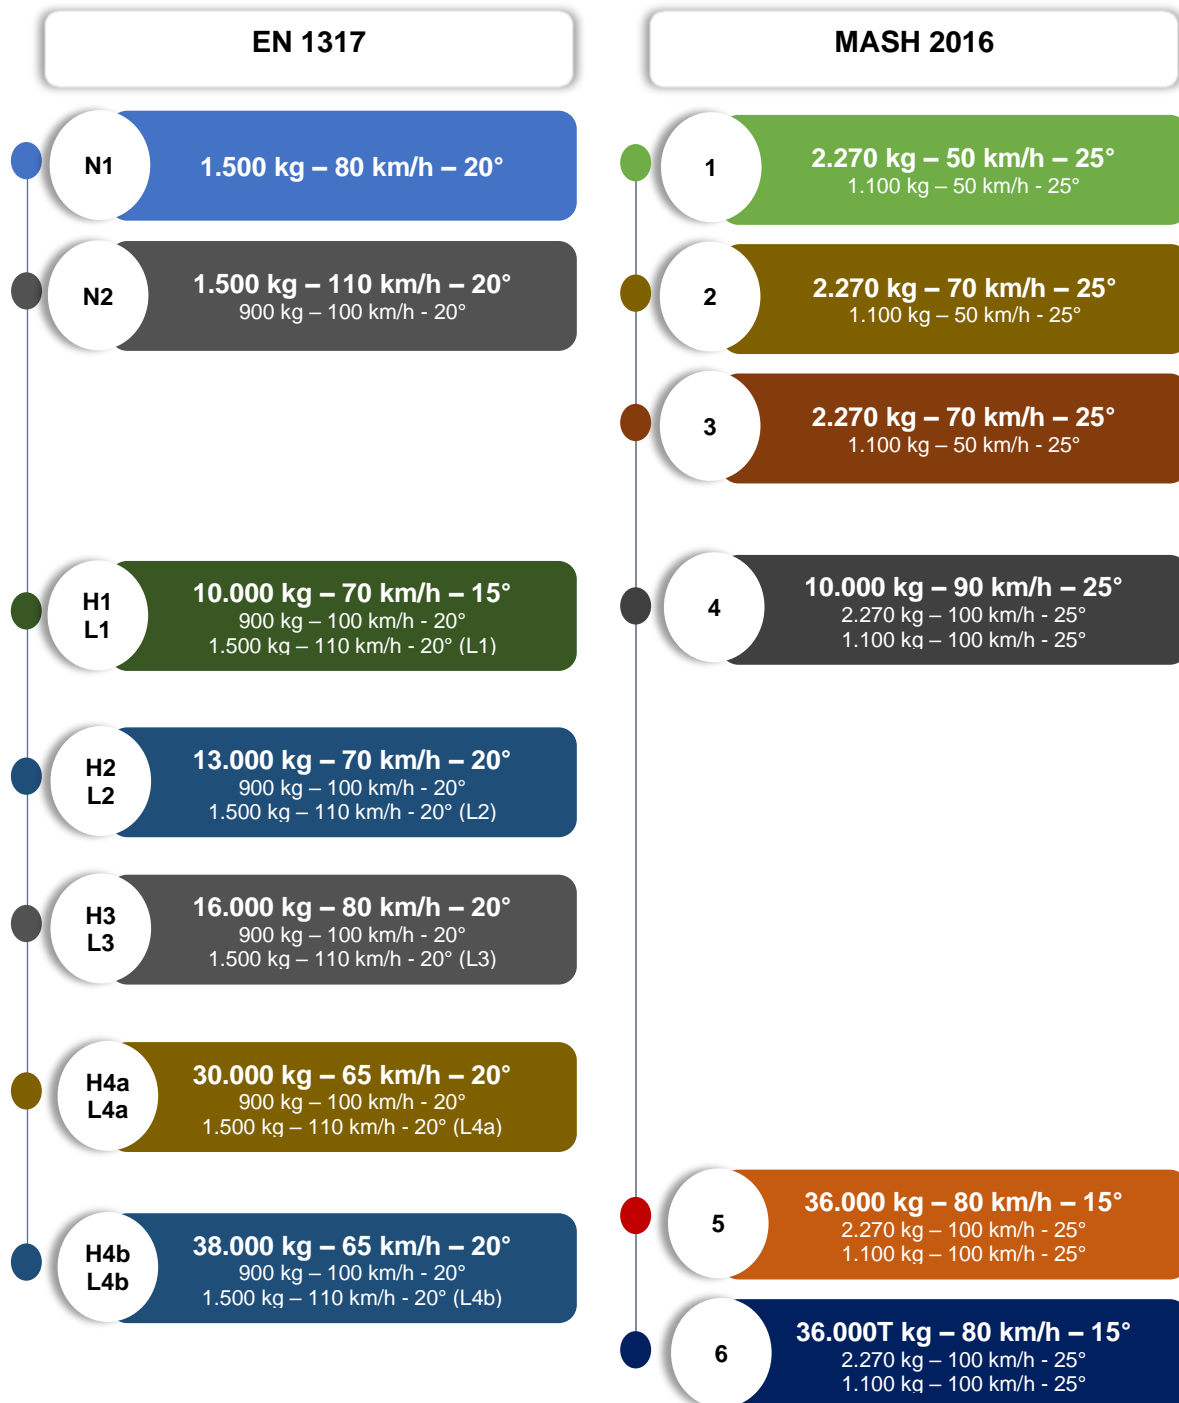 EN 1317
N1
1.500 kg – 80 km/h – 20°
N2
1.500 kg – 110 km/h – 20°
900 kg – 100 km/h - 20°
H1
L1
10.000 kg – 70 km/h – 15°
900 kg – 100 km/h - 20°
1.500 kg – 110 km/h - 20° (L1)
H2
L2
13.000 kg – 70 km/h – 20°
900 kg – 100 km/h - 20°
1.500 kg – 110 km/h - 20° (L2)
H3
L3
16.000 kg – 80 km/h – 20°
900 kg – 100 km/h - 20°
1.500 kg – 110 km/h - 20° (L3)
H4a
L4a
30.000 kg – 65 km/h – 20°
900 kg – 100 km/h - 20°
1.500 kg – 110 km/h - 20° (L4a)
H4b
L4b
38.000 kg – 65 km/h – 20°
900 kg – 100 km/h - 20°
1.500 kg – 110 km/h - 20° (L4b)
MASH 2016
1
2.270 kg – 50 km/h – 25°
1.100 kg – 50 km/h - 25°
2
2.270 kg – 70 km/h – 25°
1.100 kg – 50 km/h - 25°
3
2.270 kg – 70 km/h – 25°
1.100 kg – 50 km/h - 25°
4
10.000 kg – 90 km/h – 25°
2.270 kg – 100 km/h - 25°
1.100 kg – 100 km/h - 25°
5
36.000 kg – 80 km/h – 15°
2.270 kg – 100 km/h - 25°
1.100 kg – 100 km/h - 25°
6
36.000T kg – 80 km/h – 15°
2.270 kg – 100 km/h - 25°
1.100 kg – 100 km/h - 25°